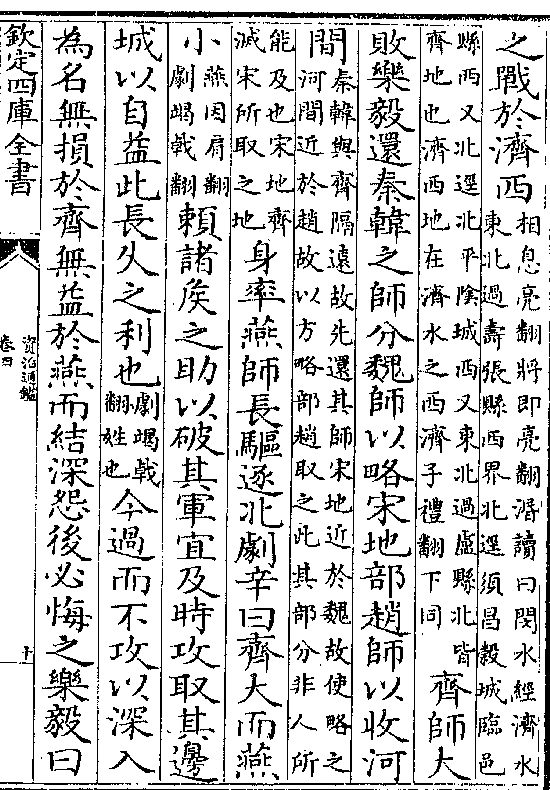 之戰於濟西相息亮翻將即亮翻湣讀曰閔水經濟水東北過壽張縣西界北逕須昌穀城臨邑
縣西又北逕北平陰城西又東北過盧縣北皆齊地也濟西地在濟水之西濟子禮翻下同齊師大
敗樂毅還秦韓之師分魏師以略宋地部趙師以收河
間秦韓與齊隔遠故先還其師宋地近於魏故使略之河間近於趙故以方略部趙取之此其部分非人所
能及也宋地齊滅宋所取之地身率燕師長驅逐北劇辛曰齊大而燕
小燕因肩翻劇竭戟翻賴諸侯之助以破其軍宜及時攻取其邊
城以自益此長久之利也劇竭戟翻姓也今過而不攻以深入
為名無損於齊無益於燕而結深怨後必悔之樂毅曰
欽定四庫全書
資治通鑑
卷四
十